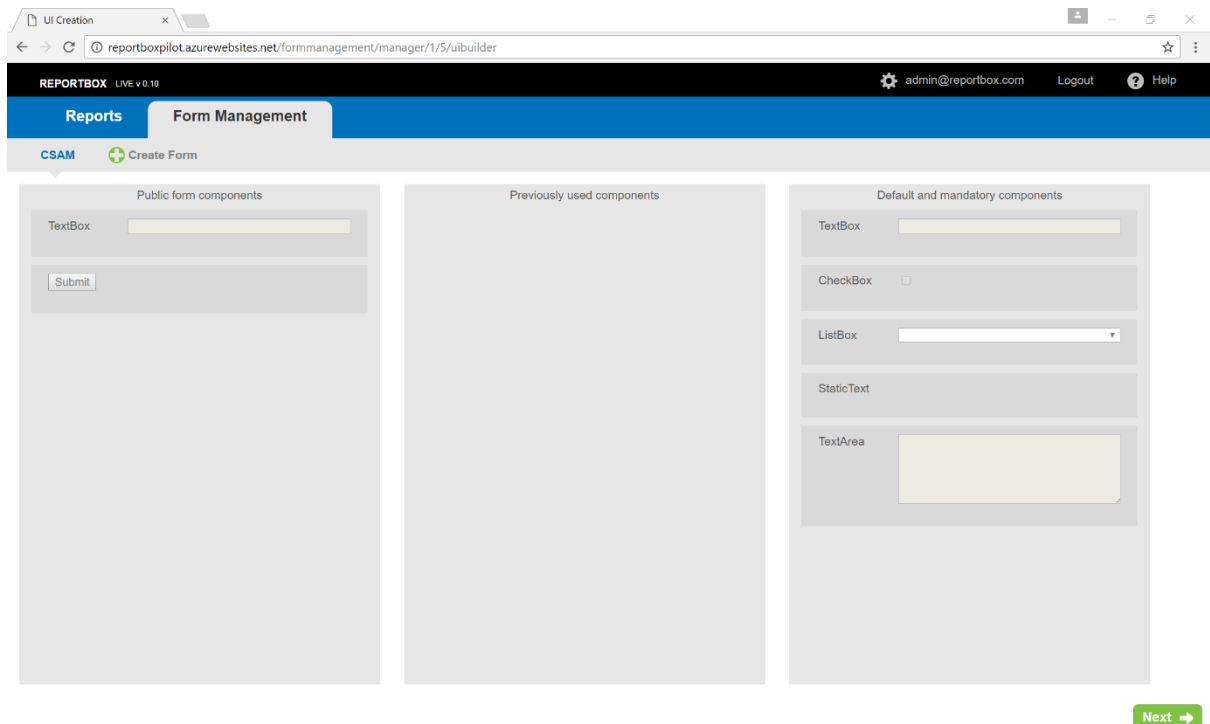 UI Creation
reportboxpilot.azurewebsites.net/formmanagement/manager/1/5/uibuilder
REPORTBOX LIVE v 0.10 admin@reportbox.com Logout ? Help
Reports Form Management
CSAM Create Form
Public form components
TextBox
Submit
Previously used components
Default and mandatory components
TextBox
CheckBox
ListBox
StaticText
TextArea
Next